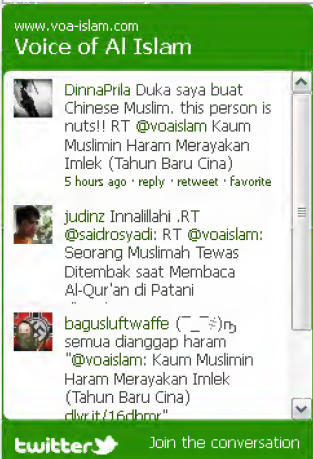 www.voa-islam.com
Voice of Al Islam
DinnaPrila Duka saya buat
Chinese Muslim. this person is
nuts!! RT @voaislam Kaum
Muslimin Haram Merayakan
Imlek (Tahun Baru Cina)
5 hours ago · reply · retweet · favorite
judinz Innalillahi .RT
@saidrosyadi: RT @voaislam:
Seorang Muslimah Tewas
Ditembak saat Membaca
Al-Qur'an di Patani
bagusluftwaffe
semua dianggap haram
"@voaislam: Kaum Muslimin
Haram Merayakan Imlek
(Tahun Baru Cina)
dlvr.it/16dbmr"
twitter
Join the conversation